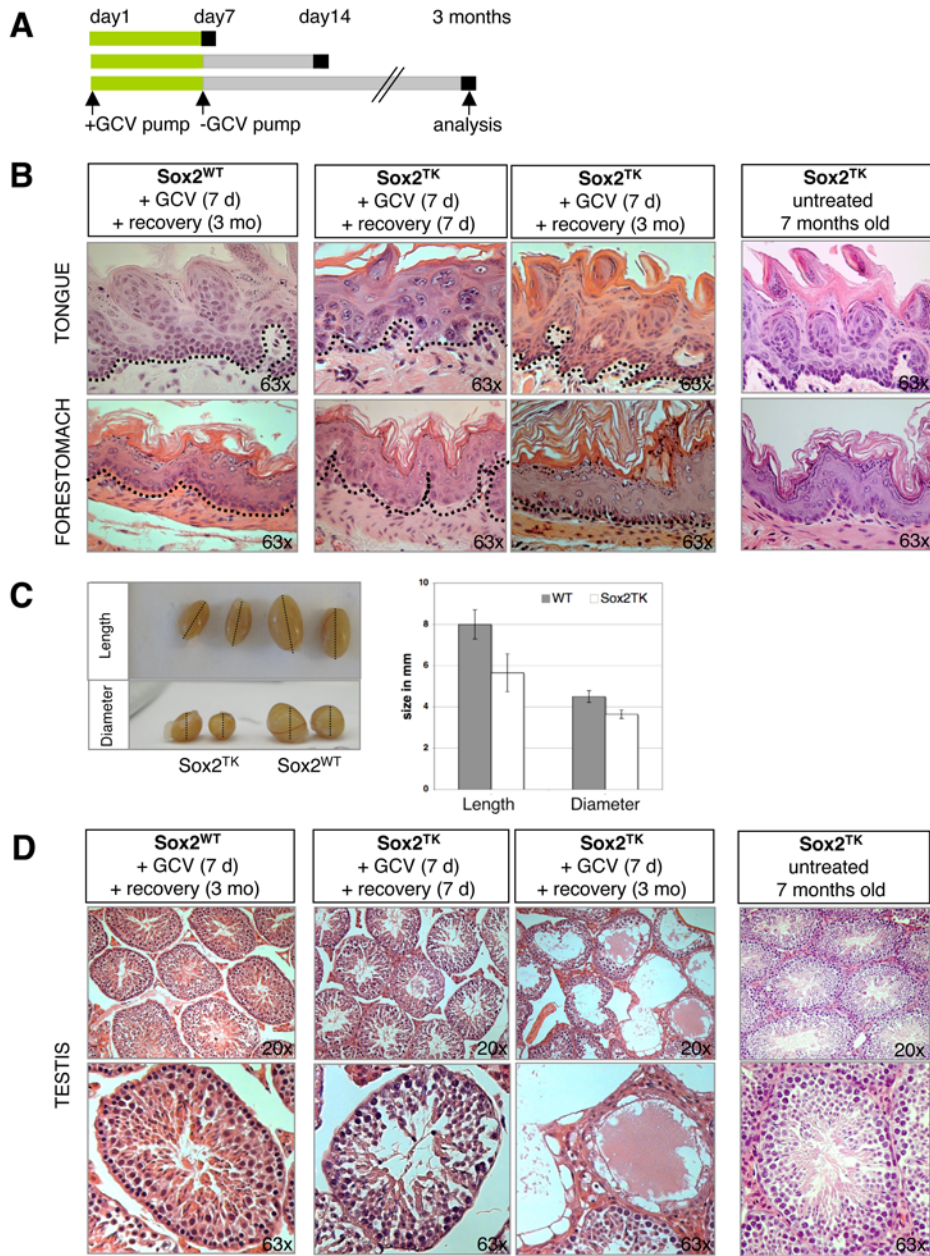 A
day1 day7 day14 3 months
+GCV pump -GCV pump analysis
B
Sox2WT
+ GCV (7 d)
+ recovery (3 mo)
Sox2TK
+ GCV (7 d)
+ recovery (7 d)
Sox2TK
+ GCV (7 d)
+ recovery (3 mo)
Sox2TK
untreated
7 months old
TONGUE
63x
63x
63x
63x
FORESTOMACH
63x
63x
63x
63x
C
Length
Diameter
Sox2TK Sox2WT
size in mm
10
8
6
4
2
0
WT Sox2TK
Length Diameter
D
Sox2WT
+ GCV (7 d)
+ recovery (3 mo)
Sox2TK
+ GCV (7 d)
+ recovery (7 d)
Sox2TK
+ GCV (7 d)
+ recovery (3 mo)
Sox2TK
untreated
7 months old
TESTIS
20x
20x
20x
20x
63x
63x
63x
63x